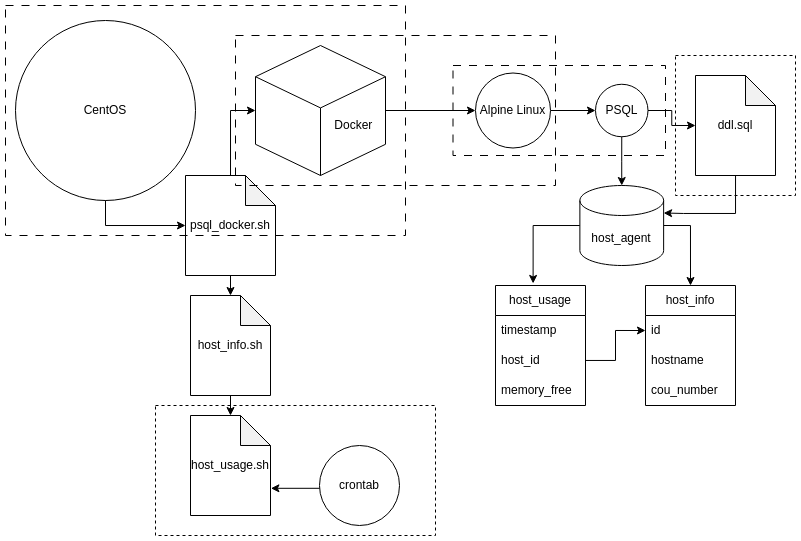 CentOS
Docker
Alpine Linux
PSQL
ddl.sql
psql_docker.sh
host_agent
host_info.sh
host_usage
timestamp
host_id
memory_free
host_info
id
hostname
cou_number
host_usage.sh
crontab